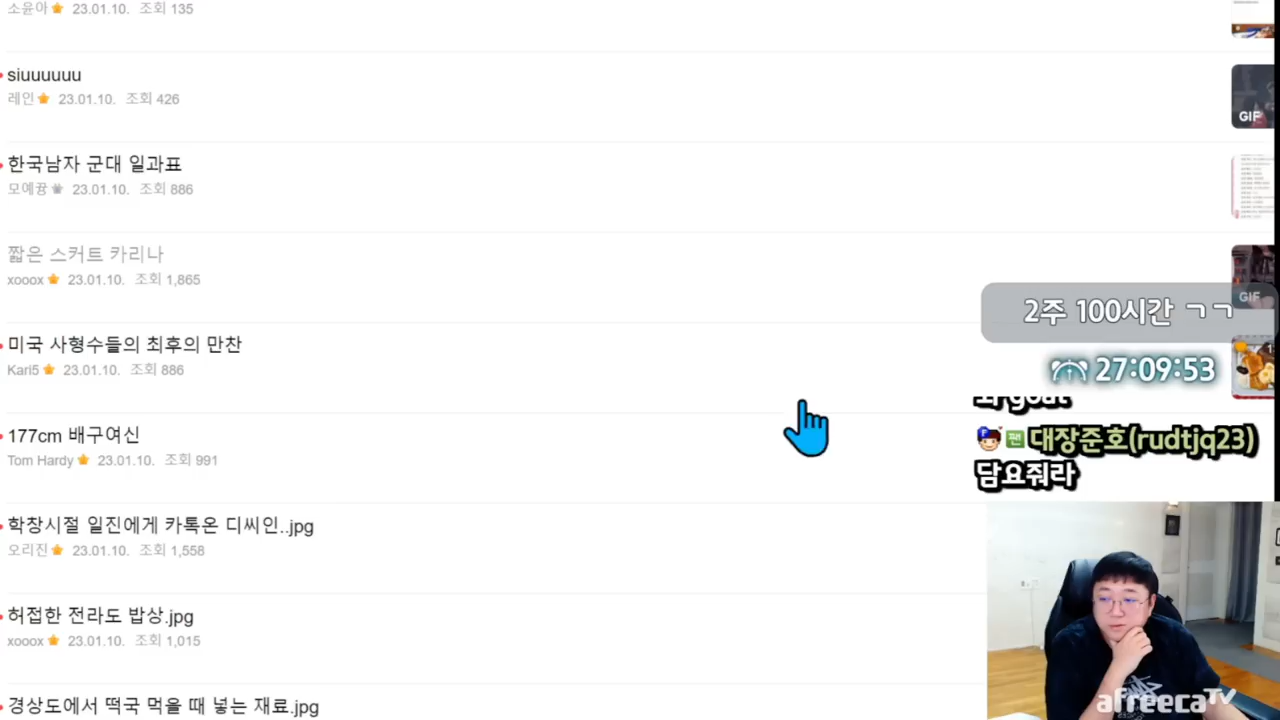 소윤아 23.01.10. 조회 135
siuuuuuu
레인 23.01.10. 조회 426
GIF
한국남자 군대 일과표
모예큥 23.01.10. 조회 886
짧은 스커트 카리나
xooox 23.01.10. 조회 1,865
GIF
2주 100시간 ㄱㄱ
미국 사형수들의 최후의 만찬
Kari5 23.01.10. 조회 886
27:09:53
goat
177cm 배구여신
Tom Hardy 23.01.10. 조회 991
팬 대장준호(rudtjq23)
담요줘라
학창시절 일진에게 카톡온 디씨인..jpg
오리진 23.01.10. 조회 1,558
허접한 전라도 밥상.jpg
xooox 23.01.10. 조회 1,015
경상도에서 떡국 먹을 때 넣는 재료.jpg
afreecaTV